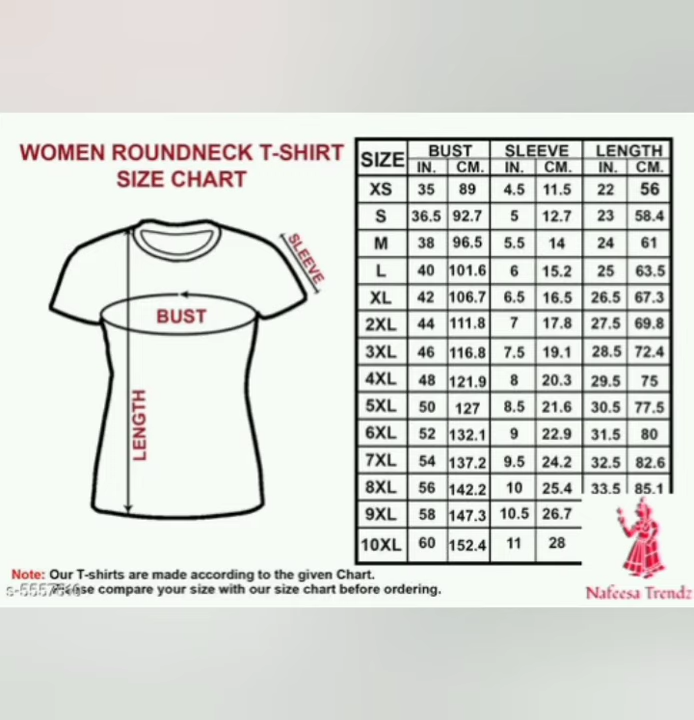 WOMEN ROUNDNECK T-SHIRT
SIZE CHART
SLEEVE
BUST
LENGTH
SIZE BUST SLEEVE LENGTH
IN. CM. IN. CM. IN. CM.
XS 35 89 4.5 11.5 22 56
S 36.5 92.7 5 12.7 23 58.4
M 38 96.5 5.5 14 24 61
L 40 101.6 6 15.2 25 63.5
XL 42 106.7 6.5 16.5 26.5 67.3
2XL 44 111.8 7 17.8 27.5 69.8
3XL 46 116.8 7.5 19.1 28.5 72.4
4XL 48 121.9 8 20.3 29.5 75
5XL 50 127 8.5 21.6 30.5 77.5
6XL 52 132.1 9 22.9 31.5 80
7XL 54 137.2 9.5 24.2 32.5 82.6
8XL 56 142.2 10 25.4 33.5 85.1
9XL 58 147.3 10.5 26.7
10XL 60 152.4 11 28
Note: Our T-shirts are made according to the given Chart.
compare your size with our size chart before ordering.
Nafeesa Trendz